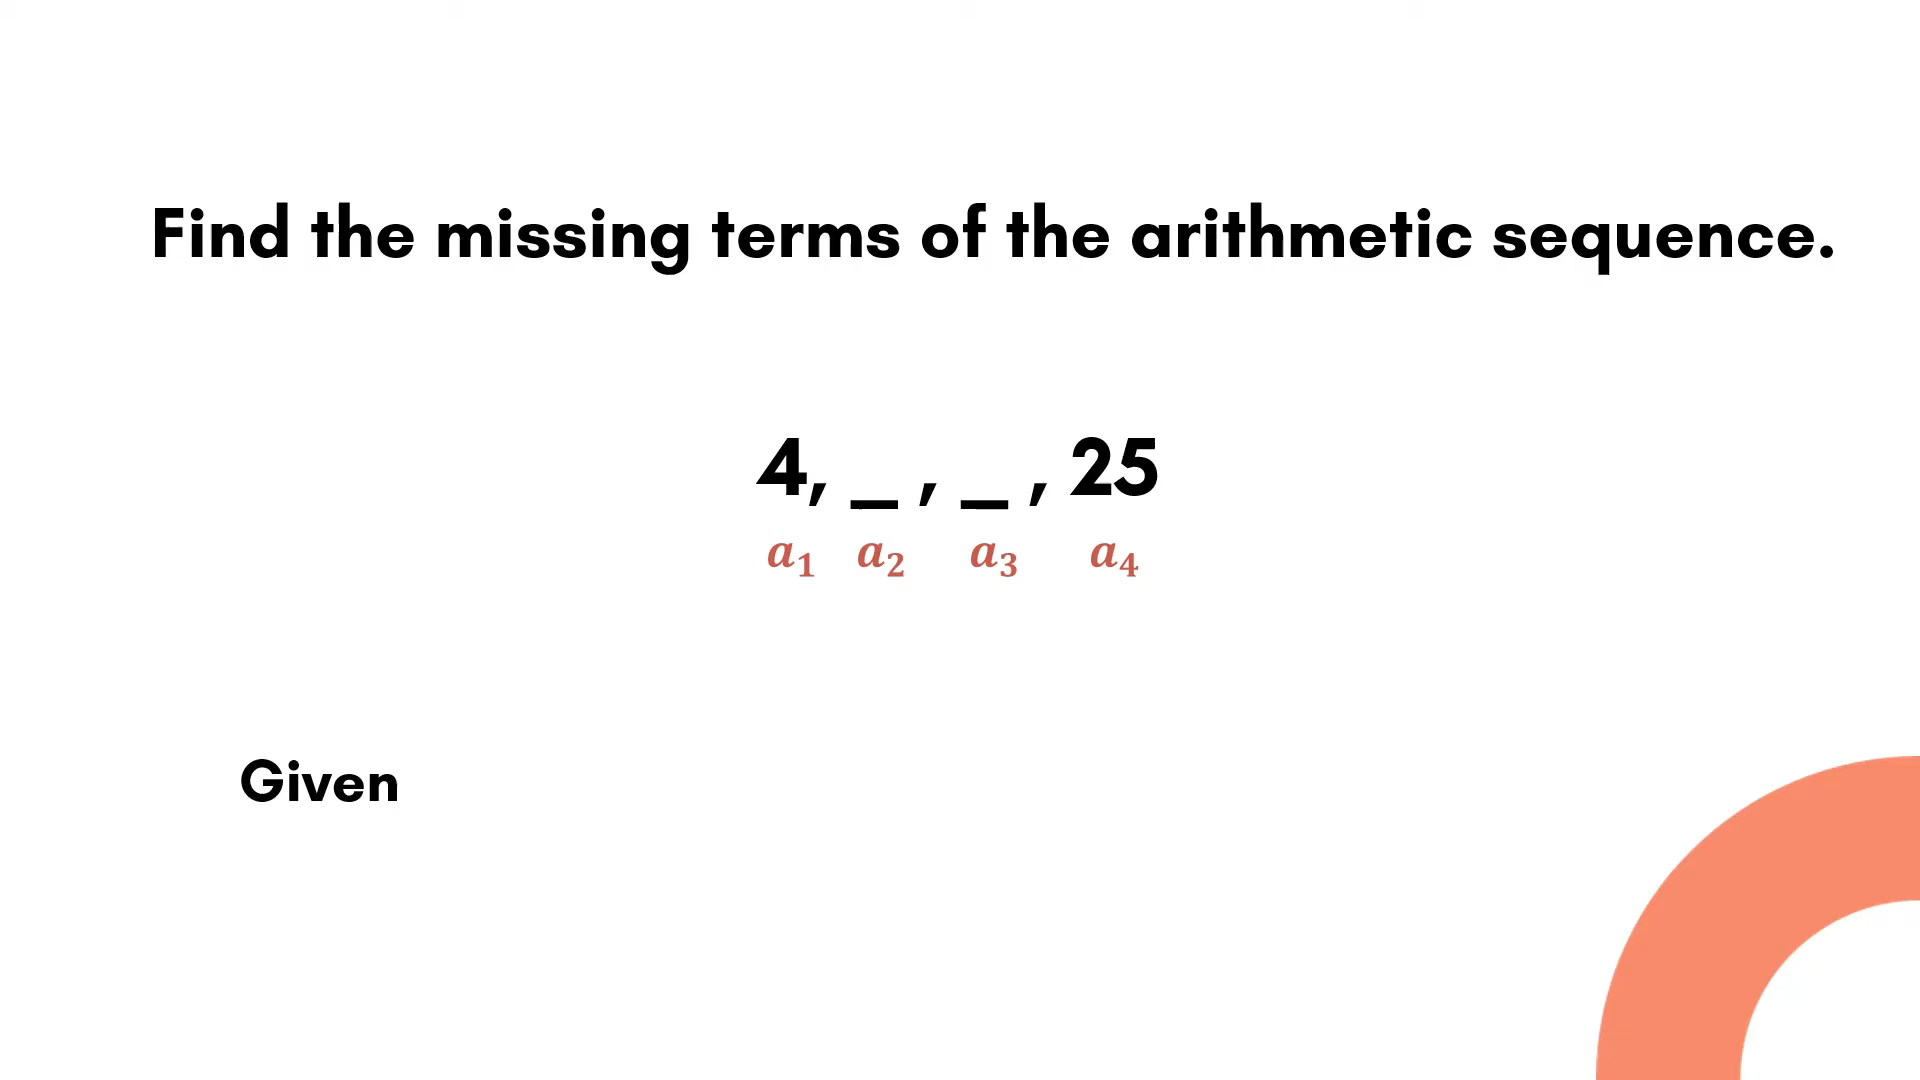 Find the missing terms of the arithmetic sequence.
4, _ , _ , 25
a₁ a₂ a₃ a₄
Given